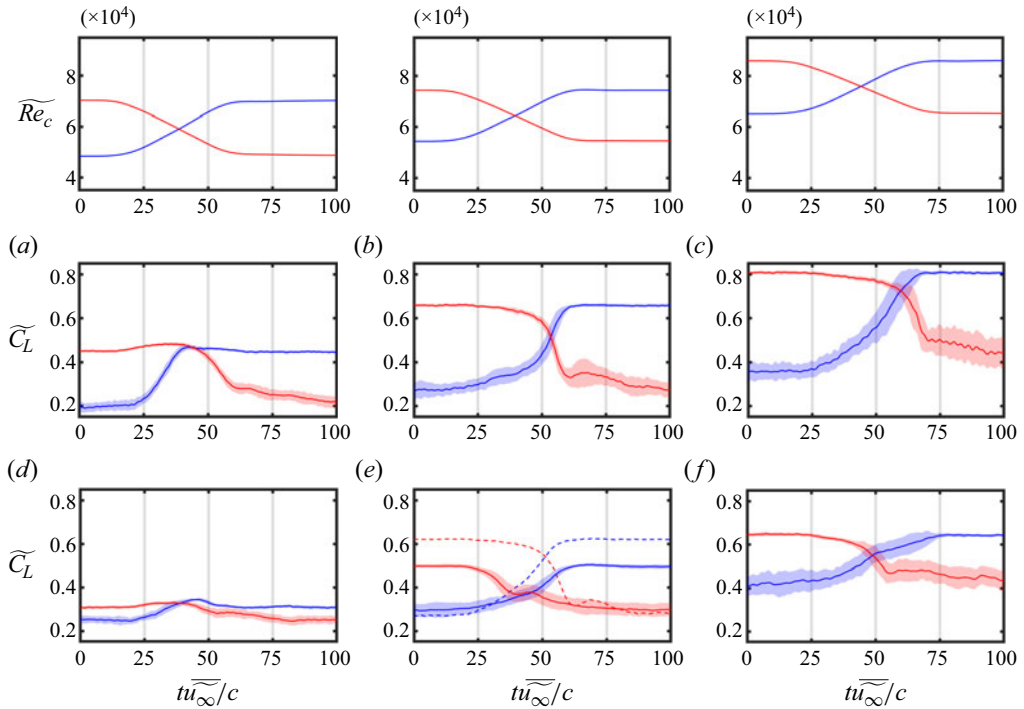 (×10⁴) (×10⁴) (×10⁴)
8 8 8
R̃e_c 6 6 6
4 4 4
0 25 50 75 100 0 25 50 75 100 0 25 50 75 100
(a) (b) (c)
0.8 0.8 0.8
C̃_L 0.6 0.6 0.6
0.4 0.4 0.4
0.2 0.2 0.2
0 25 50 75 100 0 25 50 75 100 0 25 50 75 100
(d) (e) (f)
0.8 0.8 0.8
C̃_L 0.6 0.6 0.6
0.4 0.4 0.4
0.2 0.2 0.2
0 25 50 75 100 0 25 50 75 100 0 25 50 75 100
tu̅̃_∞/c tu̅̃_∞/c tu̅̃_∞/c